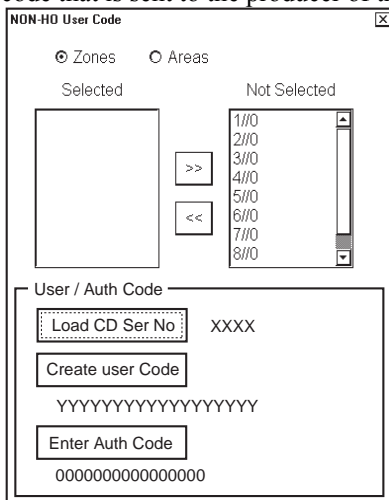 code that is sent to the producer of t
NON-HO User Code
Zones Areas
Selected Not Selected
1//0
2//0
3//0
4//0
5//0
6//0
7//0
8//0
>>
<<
User / Auth Code
Load CD Ser No XXXX
Create user Code
YYYYYYYYYYYYYYYYYY
Enter Auth Code
0000000000000000